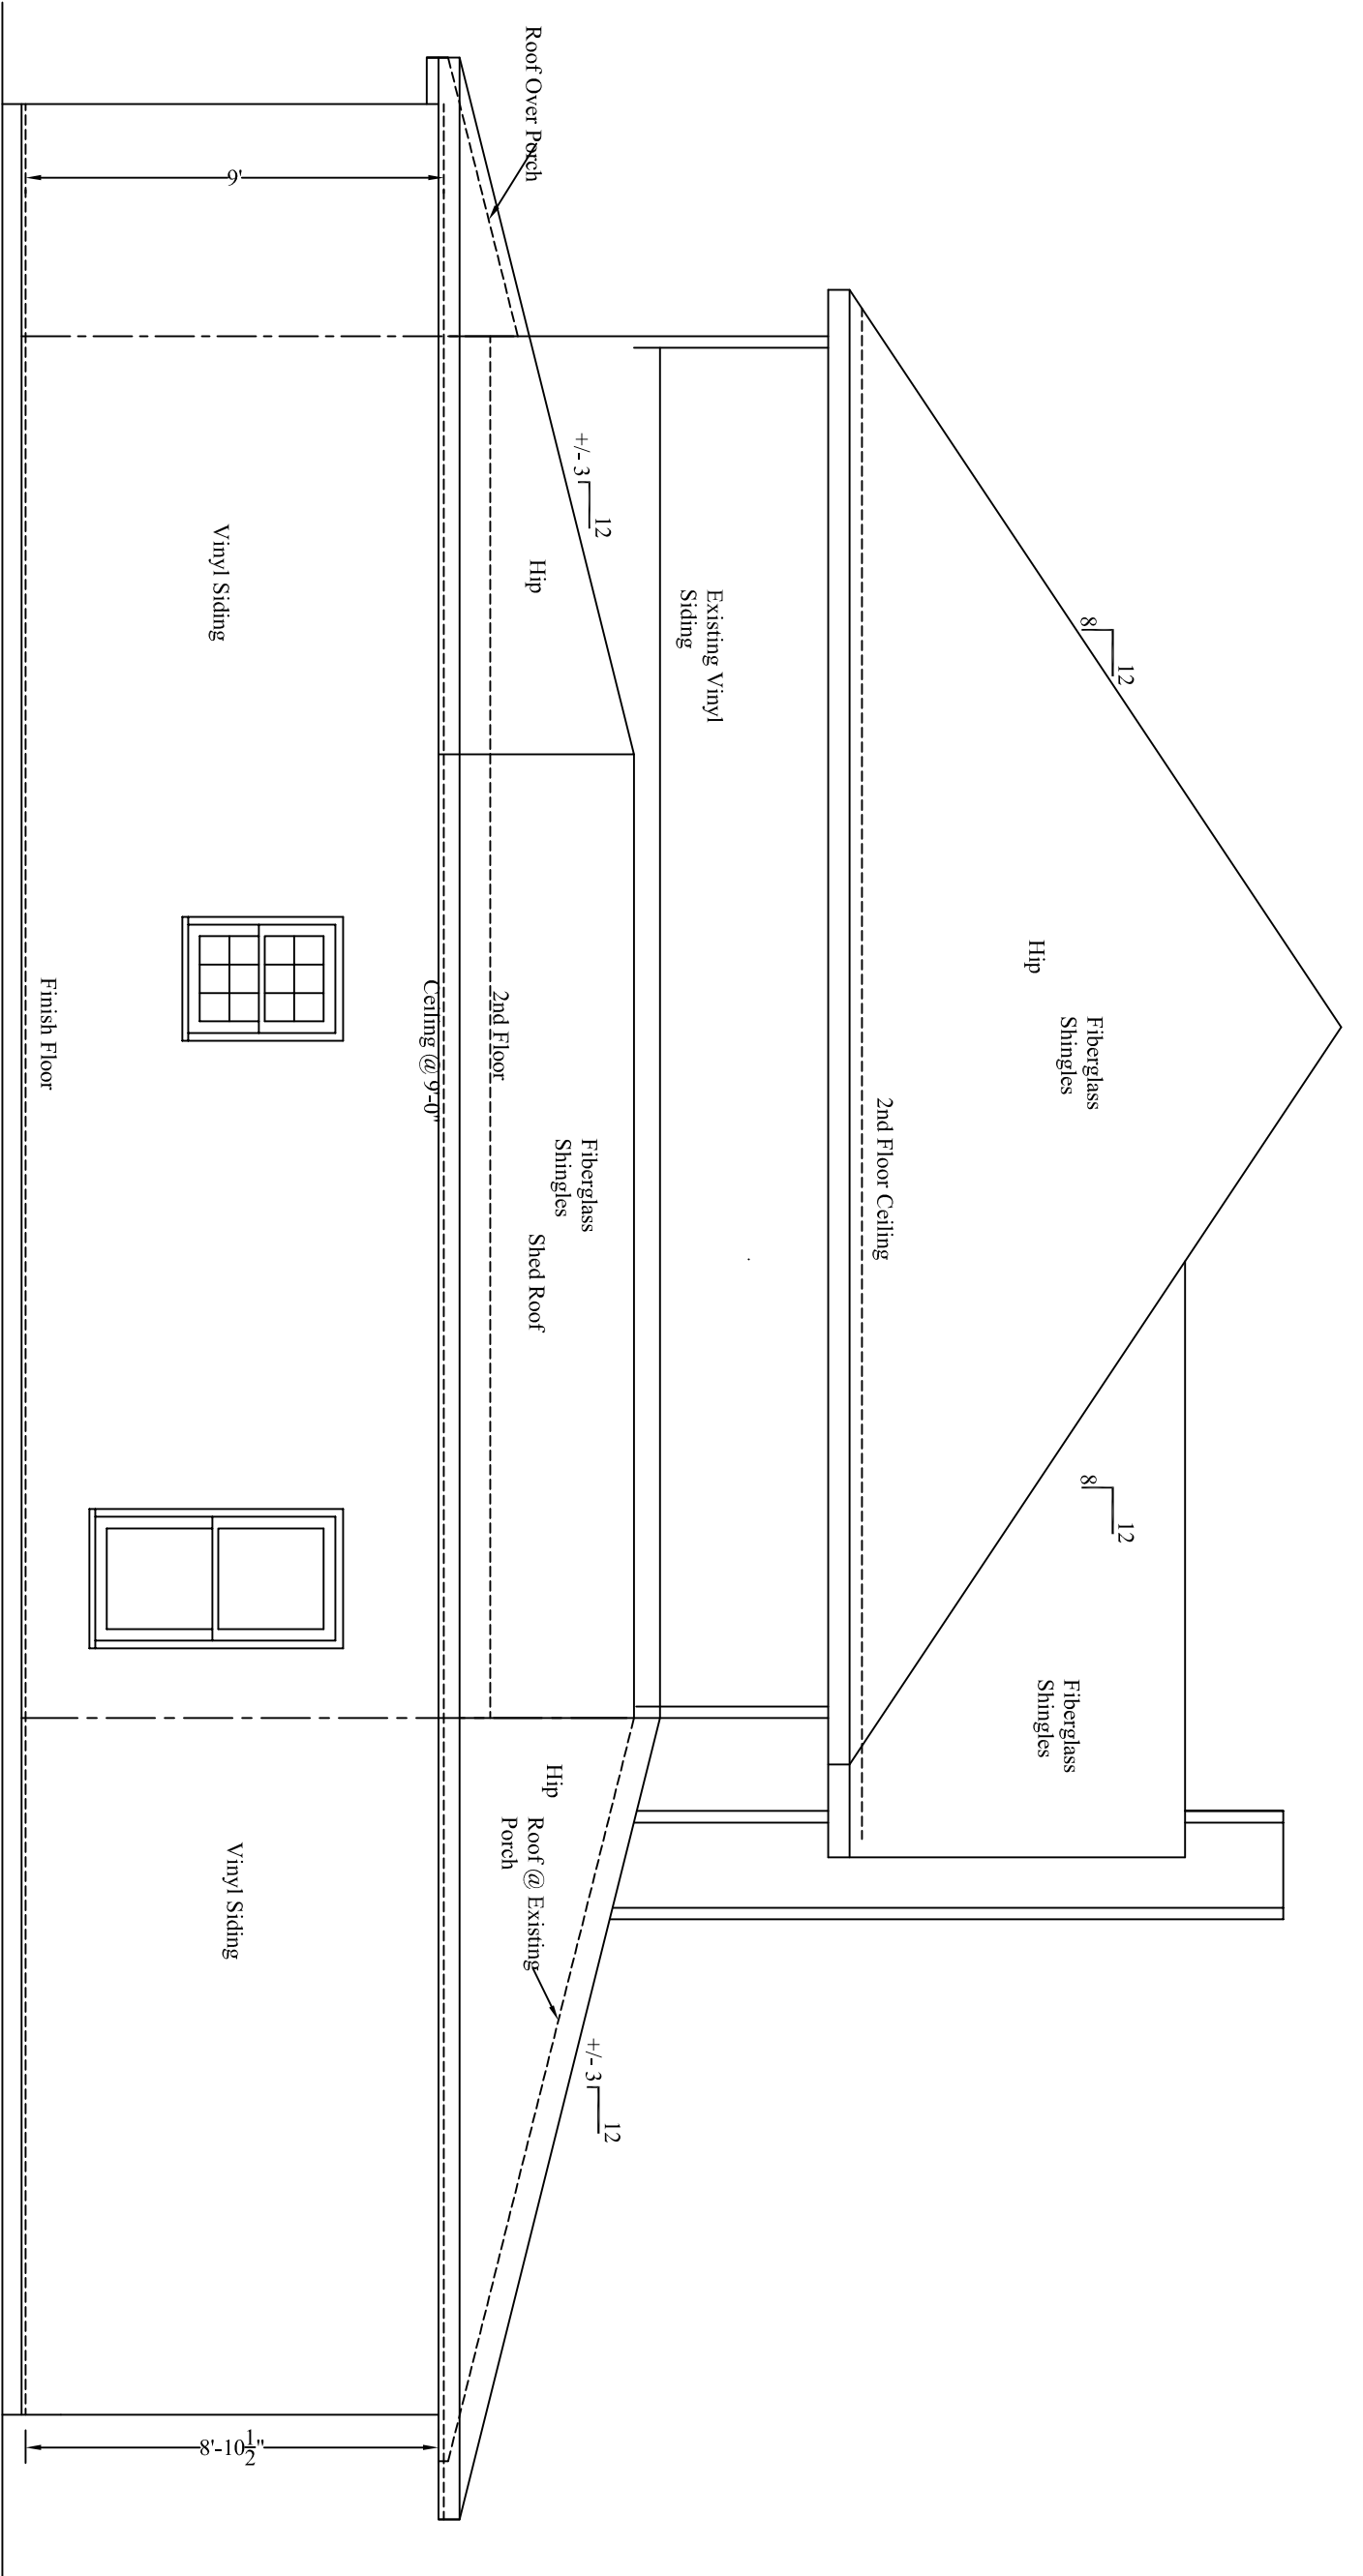 8
12
Hip
Fiberglass
Shingles
8
12
Fiberglass
Shingles
2nd Floor Ceiling
Existing Vinyl
Siding
+/- 3
12
Hip
Roof Over Porch
Fiberglass
Shingles
Shed Roof
2nd Floor
Ceiling @ 9'-0"
Hip
Roof @ Existing
Porch
+/- 3
12
9'
Vinyl Siding
Vinyl Siding
8'-10 1/2"
Finish Floor